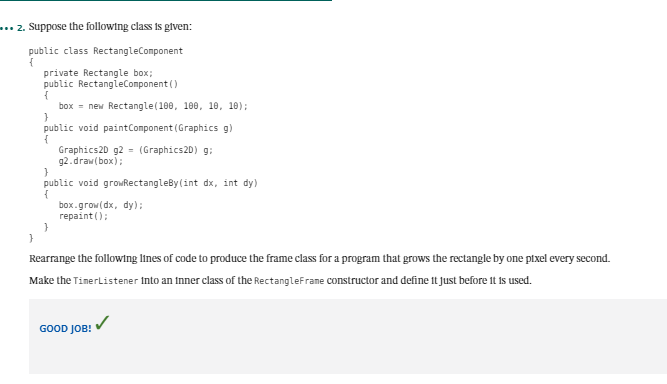 ••• 2. Suppose the following class is given:
public class RectangleComponent
{
private Rectangle box;
public RectangleComponent()
{
box = new Rectangle(100, 100, 10, 10);
}
public void paintComponent(Graphics g)
{
Graphics2D g2 = (Graphics2D) g;
g2.draw(box);
}
public void growRectangleBy(int dx, int dy)
{
box.grow(dx, dy);
repaint();
}
}
Rearrange the following lines of code to produce the frame class for a program that grows the rectangle by one pixel every second.
Make the TimerListener into an inner class of the RectangleFrame constructor and define it just before it is used.
GOOD JOB! ✓